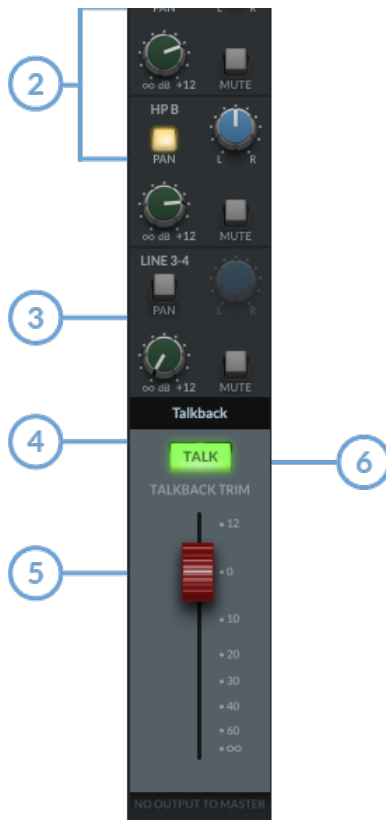 PAN L R
2
∞ dB +12 MUTE
HP B
PAN L R
∞ dB +12 MUTE
LINE 3-4
3
PAN L R
∞ dB +12 MUTE
Talkback
4
TALK
6
TALKBACK TRIM
12
5
0
10
20
30
40
60
∞
NO OUTPUT TO MASTER